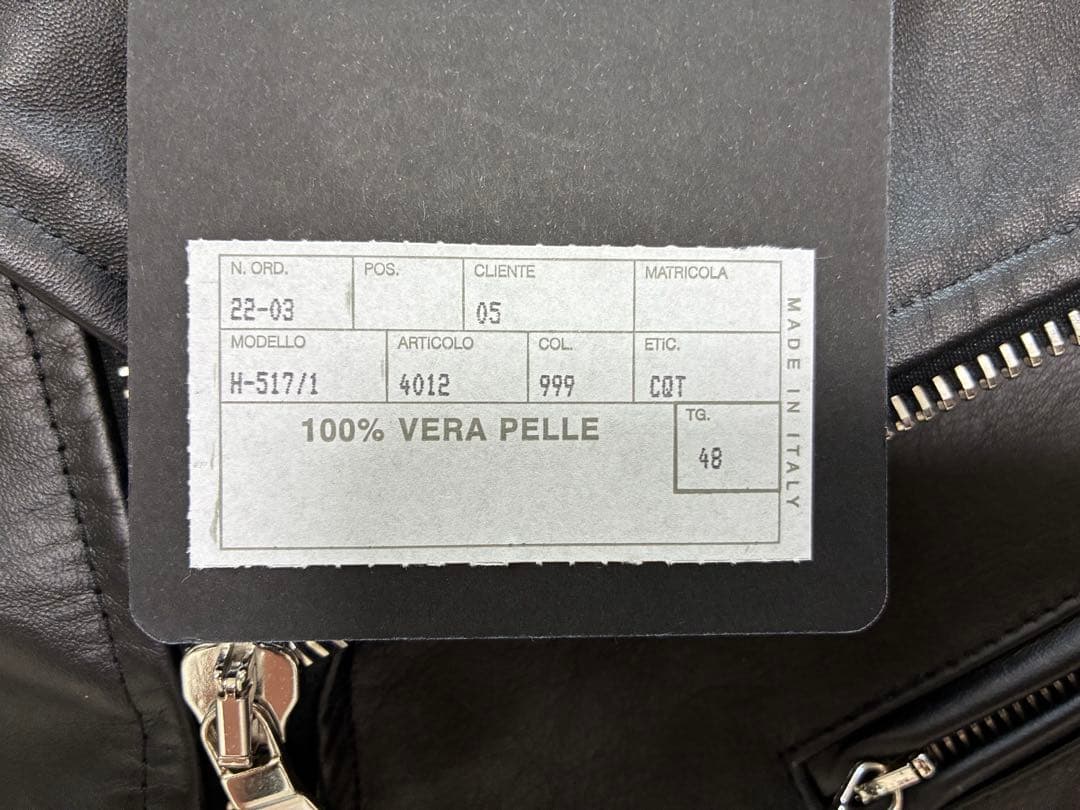 N. ORD. POS. CLIENTE MATRICOLA
22-03 05
MODELLO ARTICOLO COL. ETIC.
H-517/1 4012 999 CQT
100% VERA PELLE
TG.
48
MADE IN ITALY